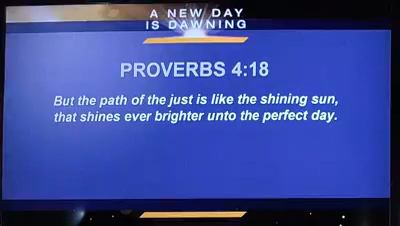 A NEW DAY
IS DAWNING
PROVERBS 4:18
But the path of the just is like the shining sun,
that shines ever brighter unto the perfect day.